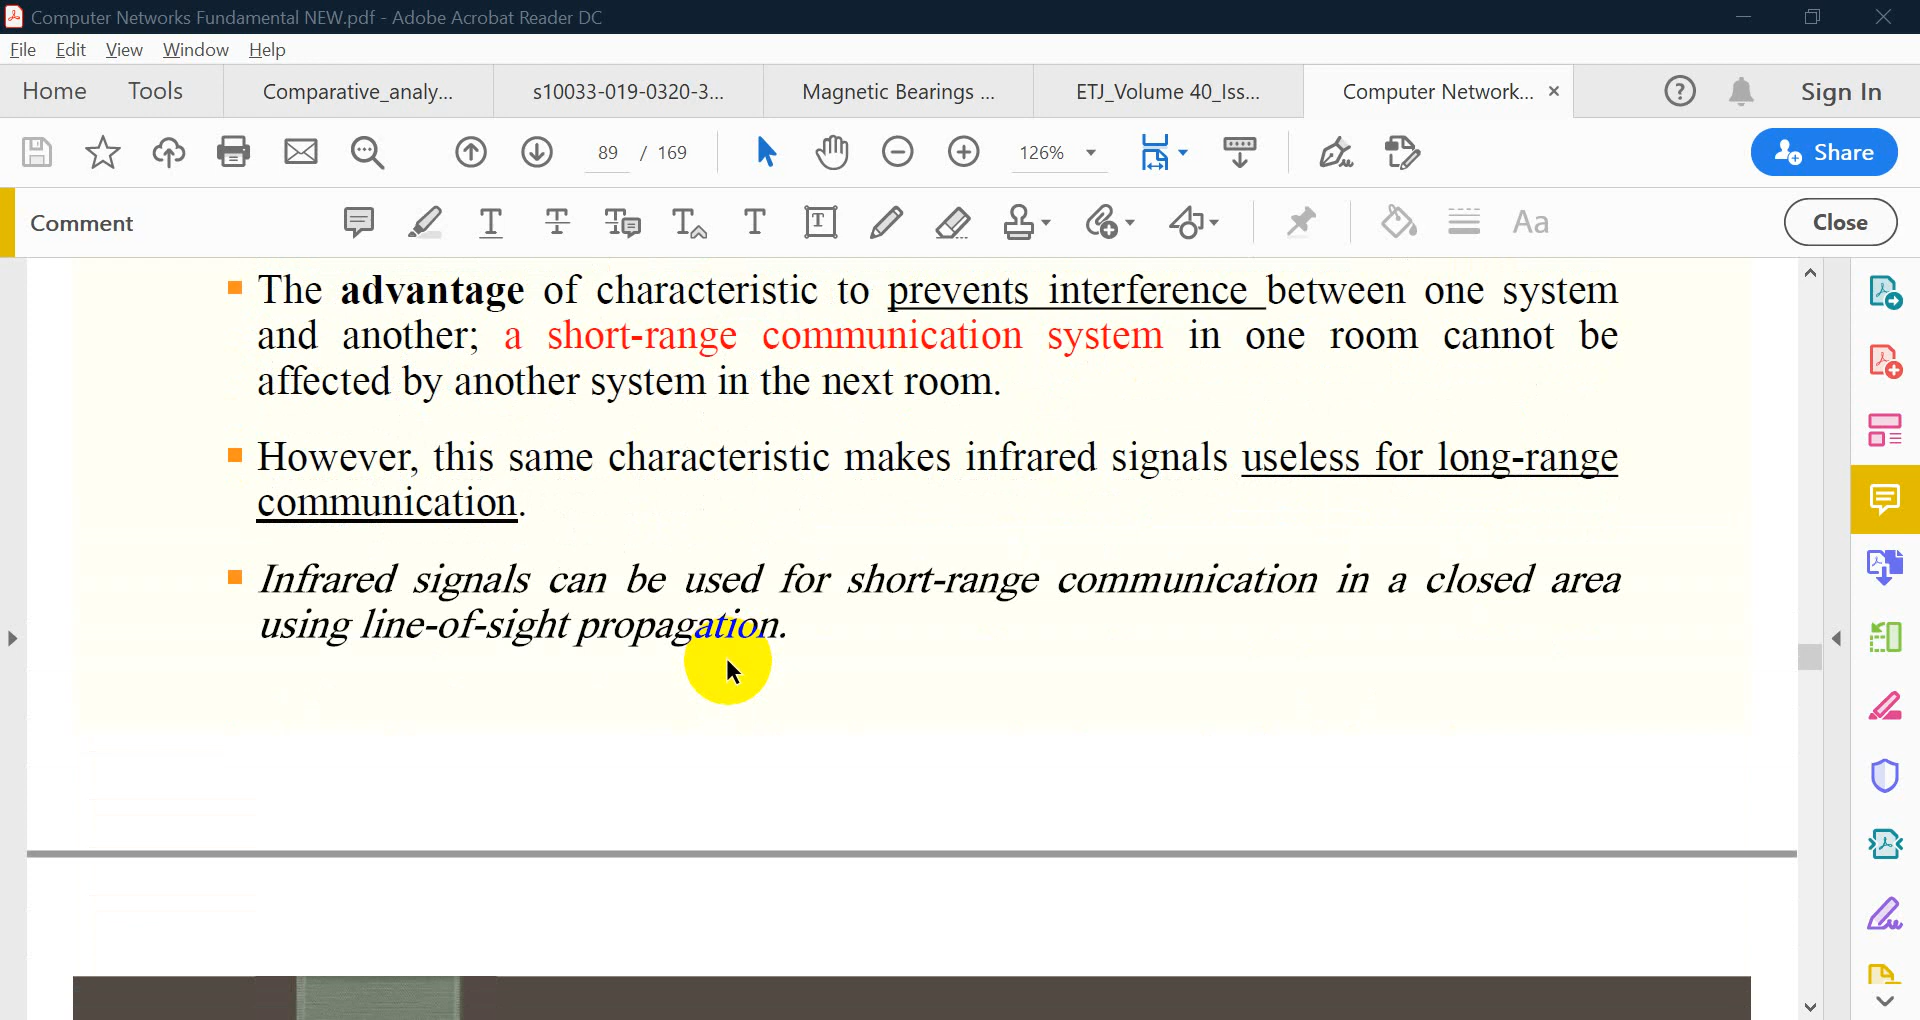 Computer Networks Fundamental NEW.pdf - Adobe Acrobat Reader DC
File Edit View Window Help
Home Tools Comparative_analy... s10033-019-0320-3... Magnetic Bearings ... ETJ_Volume 40_Iss... Computer Network... × Sign In
89 / 169 126% Share
Comment Aa Close
The advantage of characteristic to prevents interference between one system
and another; a short-range communication system in one room cannot be
affected by another system in the next room.
However, this same characteristic makes infrared signals useless for long-range
communication.
Infrared signals can be used for short-range communication in a closed area
using line-of-sight propagation.